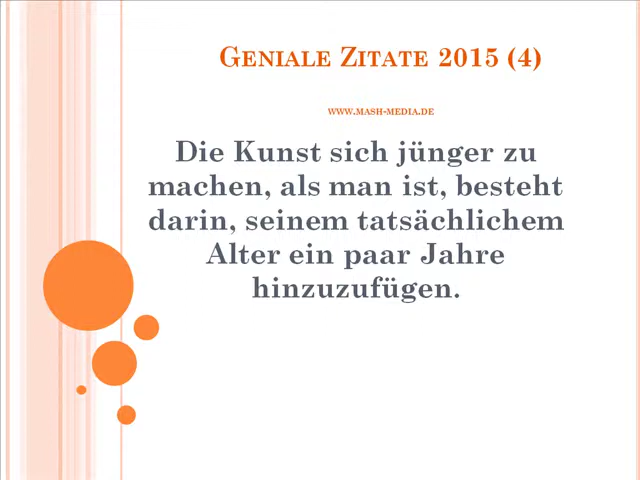 Geniale Zitate 2015 (4)
www.mash-media.de
Die Kunst sich jünger zu
machen, als man ist, besteht
darin, seinem tatsächlichem
Alter ein paar Jahre
hinzuzufügen.